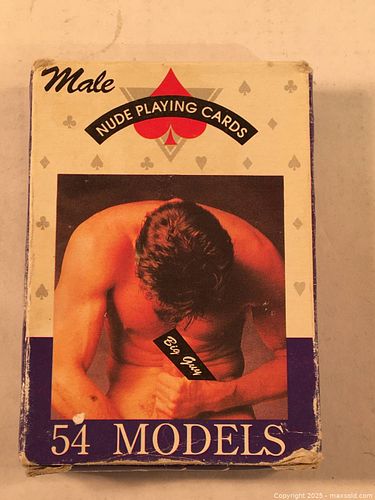 Male
NUDE PLAYING CARDS
Big Guy
54 MODELS
Copyright 2025 - maxsold.com